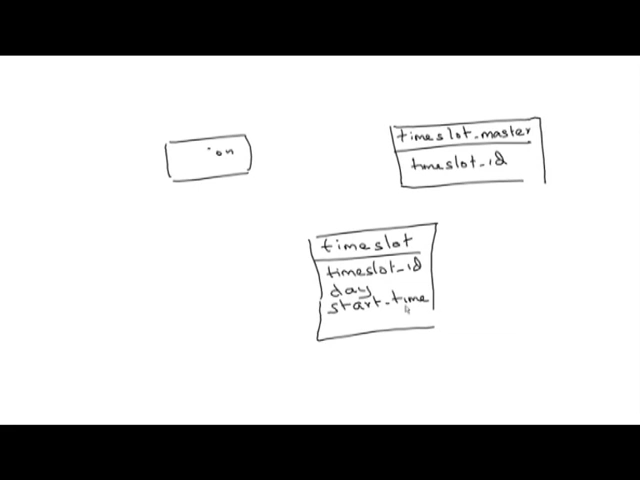 on
timeslot_master
timeslot_id
timeslot
timeslot_id
day
start_time